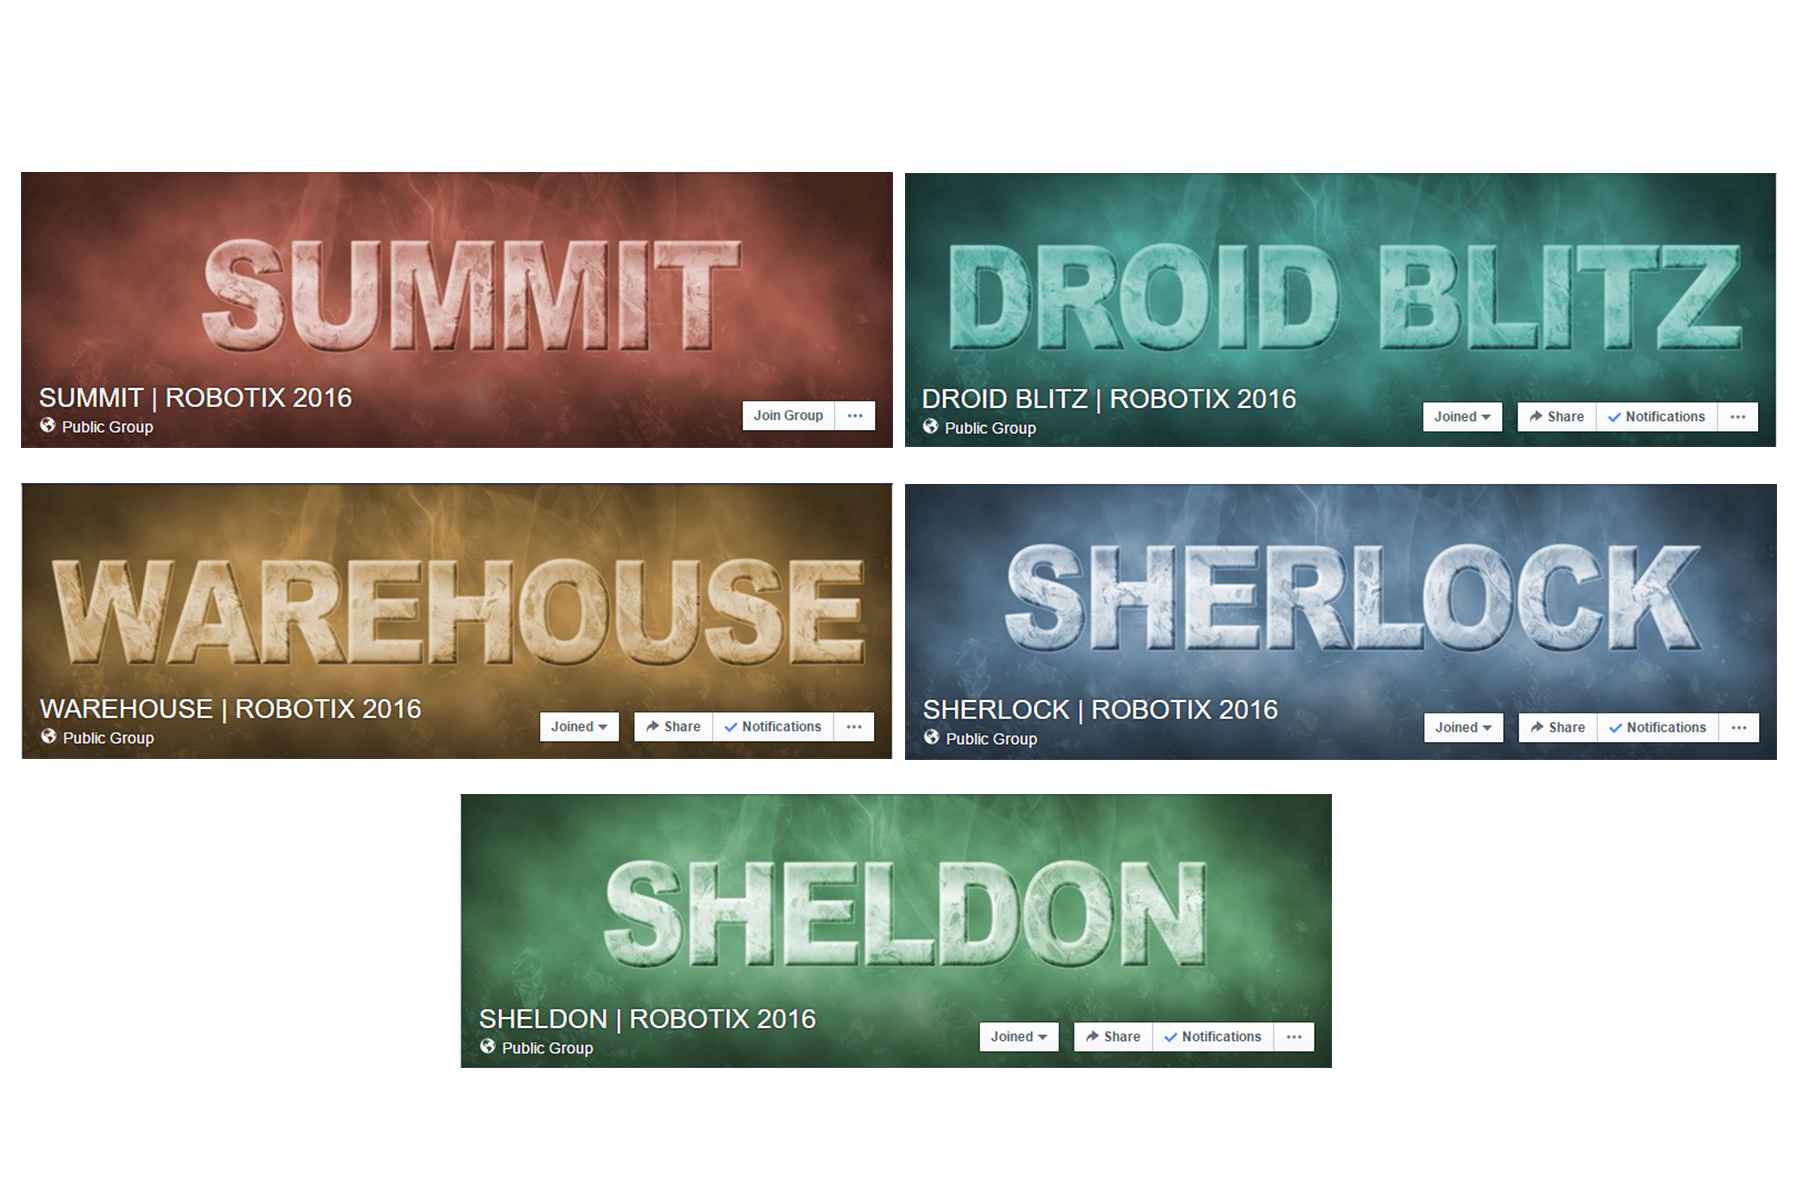 SUMMIT
SUMMIT | ROBOTIX 2016
Public Group
Join Group
DROID BLITZ
DROID BLITZ | ROBOTIX 2016
Public Group
Joined Share Notifications
WAREHOUSE
WAREHOUSE | ROBOTIX 2016
Public Group
Joined Share Notifications
SHERLOCK
SHERLOCK | ROBOTIX 2016
Public Group
Joined Share Notifications
SHELDON
SHELDON | ROBOTIX 2016
Public Group
Joined Share Notifications